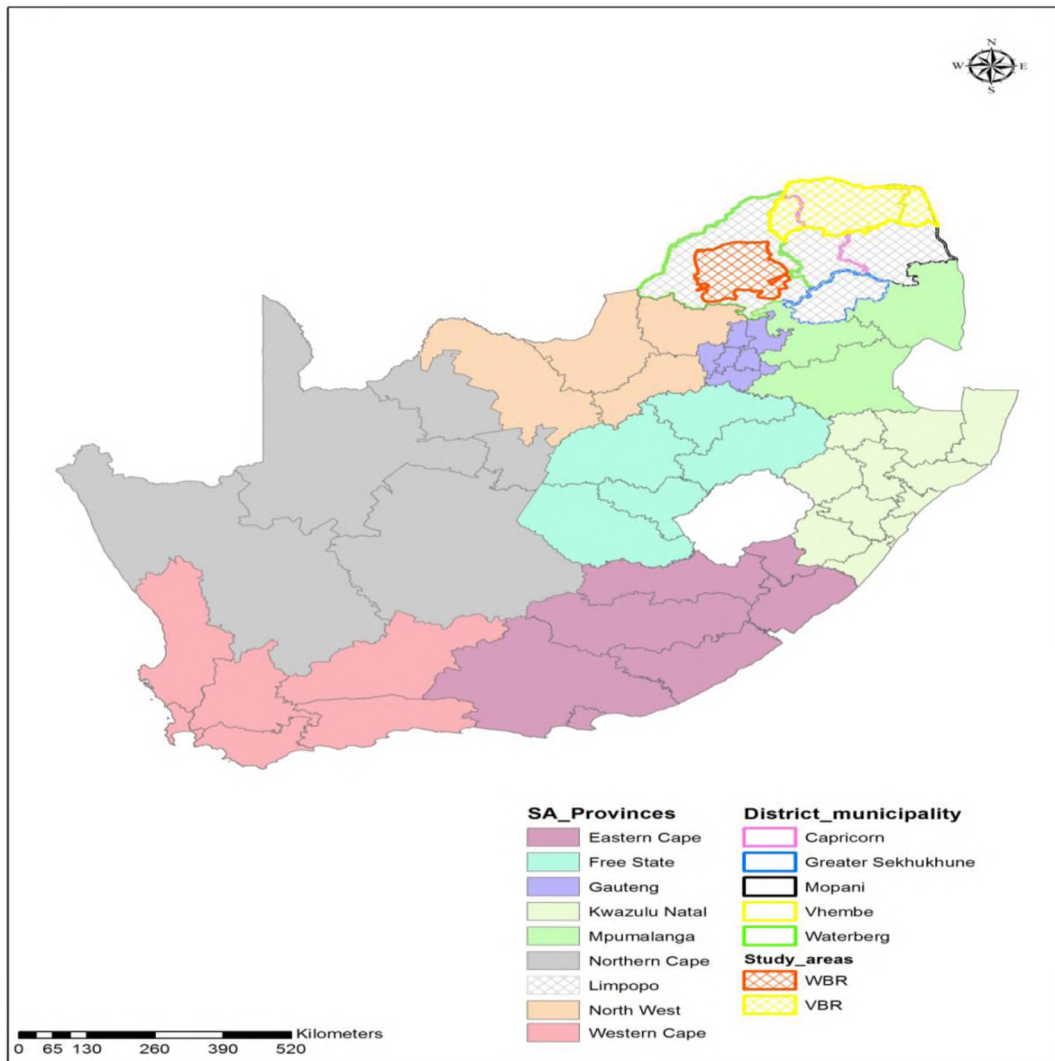 N
W E
S
SA_Provinces
Eastern Cape
Free State
Gauteng
Kwazulu Natal
Mpumalanga
Northern Cape
Limpopo
North West
Western Cape
District_municipality
Capricorn
Greater Sekhukhune
Mopani
Vhembe
Waterberg
Study_areas
WBR
VBR
Kilometers
0 65 130 260 390 520